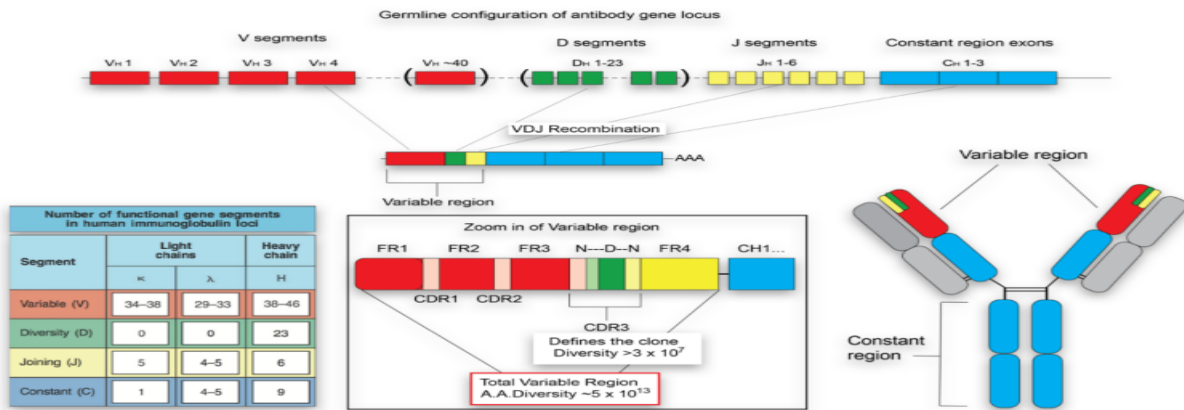 Germline configuration of antibody gene locus
V segments
D segments
J segments
Constant region exons
VH 1
VH 2
VH 3
VH 4
(VH ~40)
(DH 1-23)
JH 1-6
CH 1-3
VDJ Recombination
AAA
Variable region
Number of functional gene segments
in human immunoglobulin loci
Segment
Light
chains
Heavy
chain
κ
λ
H
Variable (V)
34–38
29–33
38–46
Diversity (D)
0
0
23
Joining (J)
5
4–5
6
Constant (C)
1
4–5
9
Zoom in of Variable region
FR1
FR2
FR3
N---D--N
FR4
CH1...
CDR1
CDR2
CDR3
Defines the clone
Diversity >3 x 10⁷
Total Variable Region
A.A.Diversity ~5 x 10¹³
Variable region
Constant
region